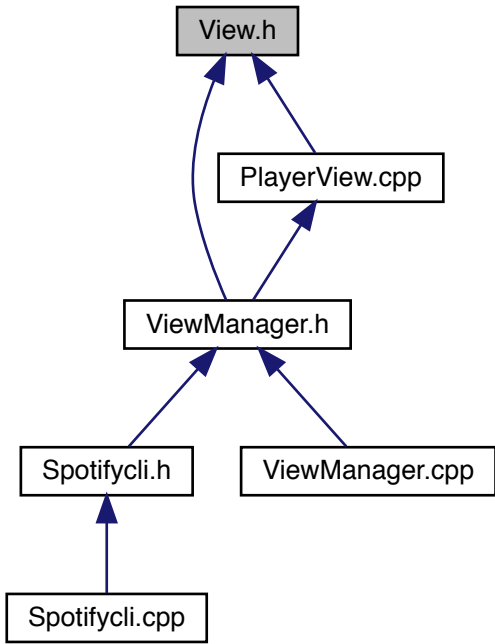 View.h
PlayerView.cpp
ViewManager.h
Spotifycli.h
ViewManager.cpp
Spotifycli.cpp